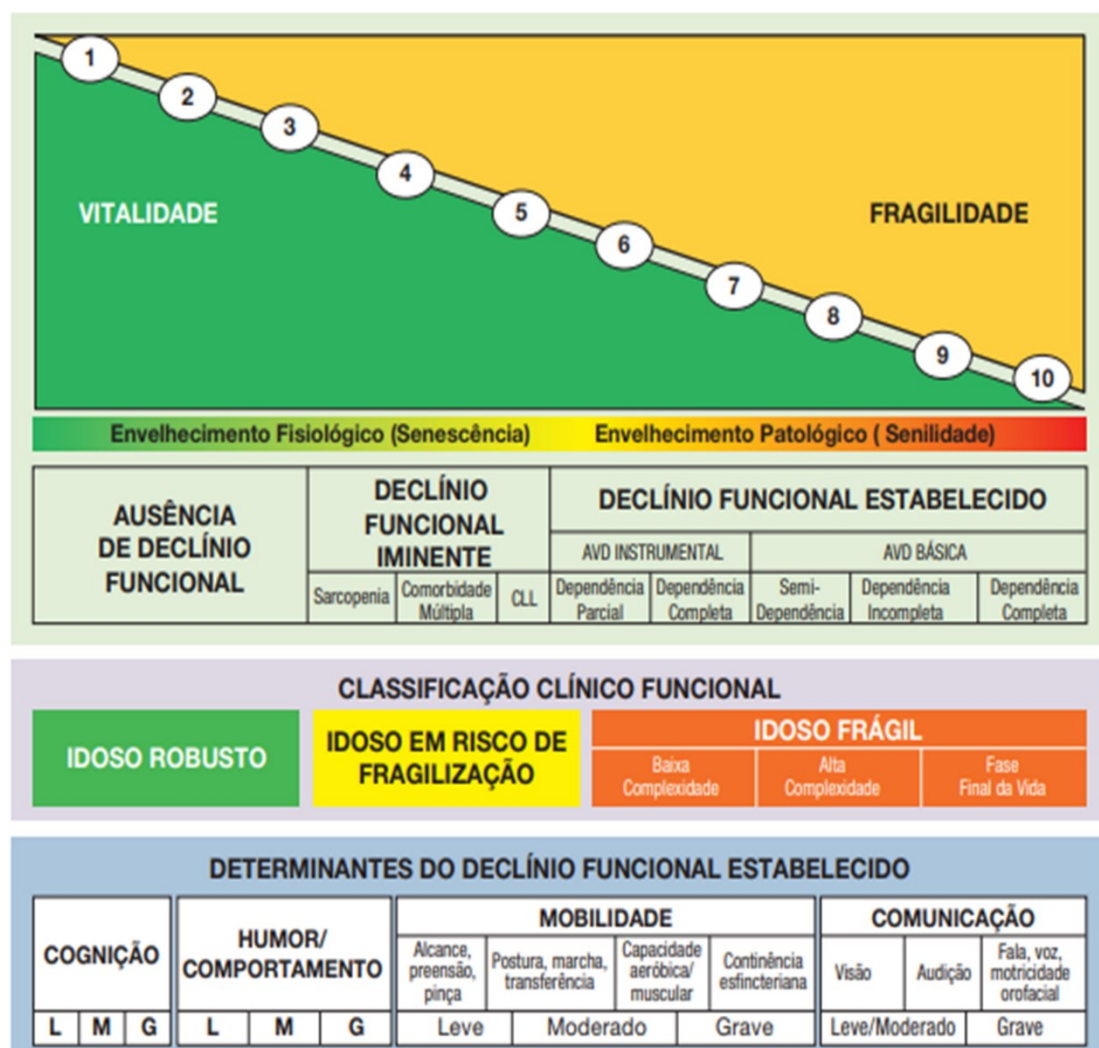 1
2
3
4
5
6
7
8
9
10
VITALIDADE
FRAGILIDADE
Envelhecimento Fisiológico (Senescência)
Envelhecimento Patológico ( Senilidade)
AUSÊNCIA
DE DECLÍNIO
FUNCIONAL
DECLÍNIO
FUNCIONAL
IMINENTE
Sarcopenia
Comorbidade
Múltipla
CLL
DECLÍNIO FUNCIONAL ESTABELECIDO
AVD INSTRUMENTAL
AVD BÁSICA
Dependência
Parcial
Dependência
Completa
Semi-
Dependência
Dependência
Incompleta
Dependência
Completa
CLASSIFICAÇÃO CLÍNICO FUNCIONAL
IDOSO ROBUSTO
IDOSO EM RISCO DE
FRAGILIZAÇÃO
IDOSO FRÁGIL
Baixa
Complexidade
Alta
Complexidade
Fase
Final da Vida
DETERMINANTES DO DECLÍNIO FUNCIONAL ESTABELECIDO
COGNIÇÃO
L M G
HUMOR/
COMPORTAMENTO
L M G
MOBILIDADE
Alcance,
preensão,
pinça
Postura, marcha,
transferência
Capacidade
aeróbica/
muscular
Continência
esfincteriana
Leve Moderado Grave
COMUNICAÇÃO
Visão
Audição
Fala, voz,
motricidade
orofacial
Leve/Moderado Grave